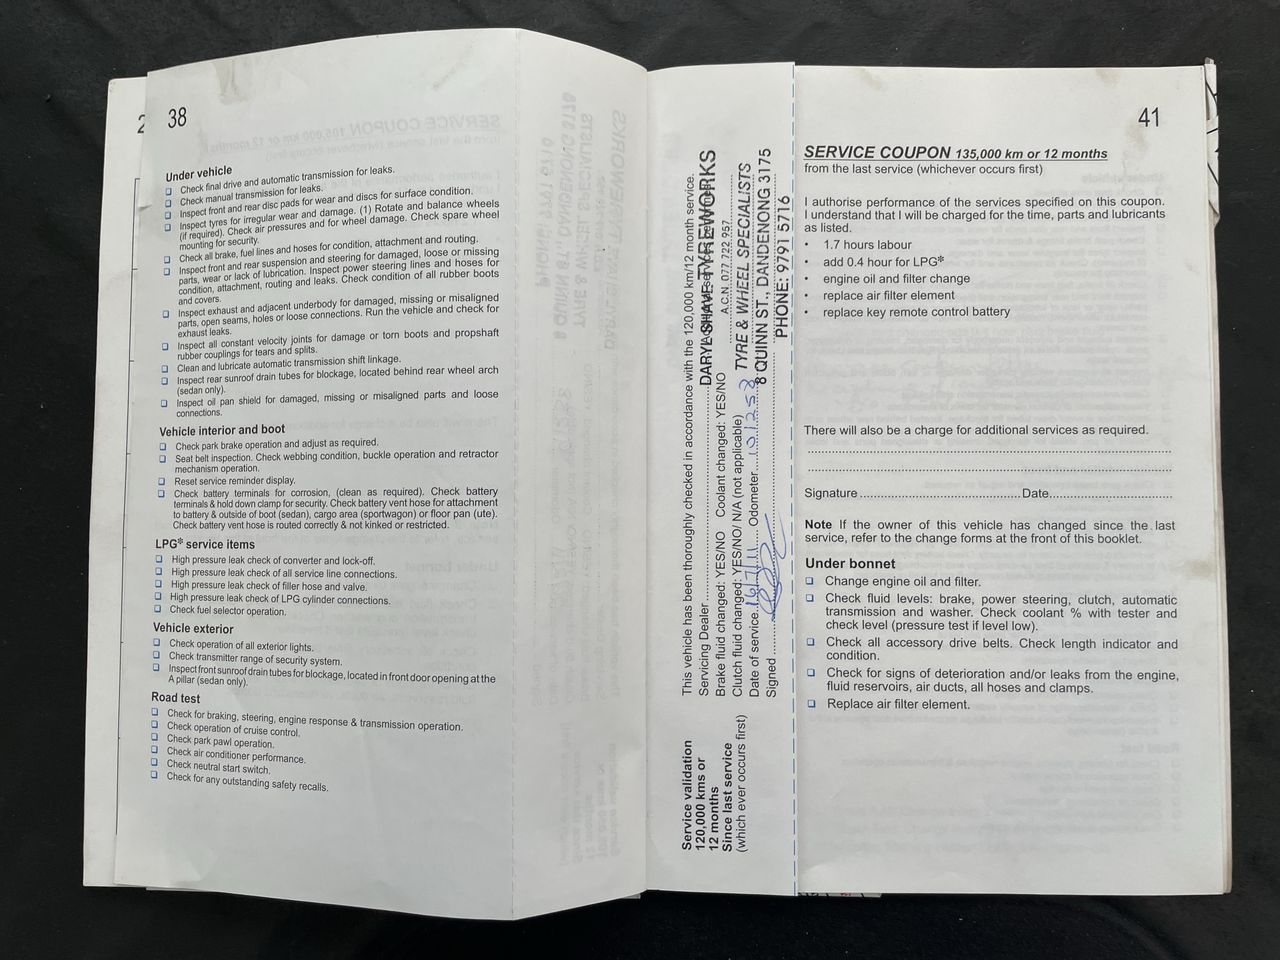 2
38
Under vehicle
❑ Check final drive and automatic transmission for leaks.
❑ Check manual transmission for leaks.
❑ Inspect front and rear disc pads for wear and discs for surface condition.
❑ Inspect tyres for irregular wear and damage. (1) Rotate and balance wheels
(if required). Check air pressures and for wheel damage. Check spare wheel
mounting for security.
❑ Check all brake, fuel lines and hoses for condition, attachment and routing.
❑ Inspect front and rear suspension and steering for damaged, loose or missing
parts, wear or lack of lubrication. Inspect power steering lines and hoses for
condition, attachment, routing and leaks. Check condition of all rubber boots
and covers.
❑ Inspect exhaust and adjacent underbody for damaged, missing or misaligned
parts, open seams, holes or loose connections. Run the vehicle and check for
exhaust leaks.
❑ Inspect all constant velocity joints for damage or torn boots and propshaft
rubber couplings for tears and splits.
❑ Clean and lubricate automatic transmission shift linkage.
❑ Inspect rear sunroof drain tubes for blockage, located behind rear wheel arch
(sedan only).
❑ Inspect oil pan shield for damaged, missing or misaligned parts and loose
connections.
Vehicle interior and boot
❑ Check park brake operation and adjust as required.
❑ Seat belt inspection. Check webbing condition, buckle operation and retractor
mechanism operation.
❑ Reset service reminder display.
❑ Check battery terminals for corrosion, (clean as required). Check battery
terminals & hold down clamp for security. Check battery vent hose for attachment
to battery & outside of boot (sedan), cargo area (sportwagon) or floor pan (ute).
Check battery vent hose is routed correctly & not kinked or restricted.
LPG* service items
❑ High pressure leak check of converter and lock-off.
❑ High pressure leak check of all service line connections.
❑ High pressure leak check of filler hose and valve.
❑ High pressure leak check of LPG cylinder connections.
❑ Check fuel selector operation.
Vehicle exterior
❑ Check operation of all exterior lights.
❑ Check transmitter range of security system.
❑ Inspect front sunroof drain tubes for blockage, located in front door opening at the
A pillar (sedan only).
Road test
❑ Check for braking, steering, engine response & transmission operation.
❑ Check operation of cruise control.
❑ Check park pawl operation.
❑ Check air conditioner performance.
❑ Check neutral start switch.
❑ Check for any outstanding safety recalls.
Service validation
120,000 kms or
12 months
Since last service
(which ever occurs first)
This vehicle has been thoroughly checked in accordance with the 120,000 km/12 month service.
Servicing Dealer
DARYL SHAW TYREWORKS
A.C.N. 077 722 957
TYRE & WHEEL SPECIALISTS
8 QUINN ST., DANDENONG 3175
PHONE: 9791 5716
Brake fluid changed: YES/NO Coolant changed: YES/NO
Clutch fluid changed: YES/NO/ N/A (not applicable)
Date of service 16/7/11 Odometer 101253
Signed
41
SERVICE COUPON 135,000 km or 12 months
from the last service (whichever occurs first)
I authorise performance of the services specified on this coupon.
I understand that I will be charged for the time, parts and lubricants
as listed.
• 1.7 hours labour
• add 0.4 hour for LPG*
• engine oil and filter change
• replace air filter element
• replace key remote control battery
There will also be a charge for additional services as required.
Signature Date
Note If the owner of this vehicle has changed since the last
service, refer to the change forms at the front of this booklet.
Under bonnet
❑ Change engine oil and filter.
❑ Check fluid levels: brake, power steering, clutch, automatic
transmission and washer. Check coolant % with tester and
check level (pressure test if level low).
❑ Check all accessory drive belts. Check length indicator and
condition.
❑ Check for signs of deterioration and/or leaks from the engine,
fluid reservoirs, air ducts, all hoses and clamps.
❑ Replace air filter element.